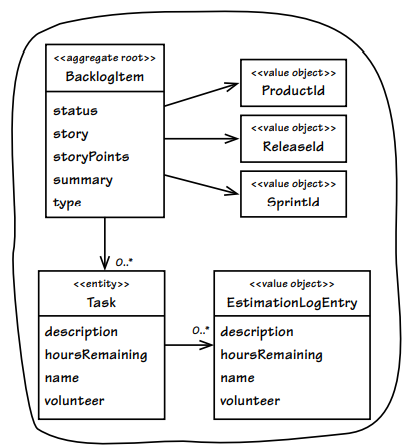 <<aggregate root>>
BacklogItem
status
story
storyPoints
summary
type
<<value object>>
ProductId
<<value object>>
ReleaseId
<<value object>>
SprintId
0..*
<<entity>>
Task
description
hoursRemaining
name
volunteer
0..*
<<value object>>
EstimationLogEntry
description
hoursRemaining
name
volunteer